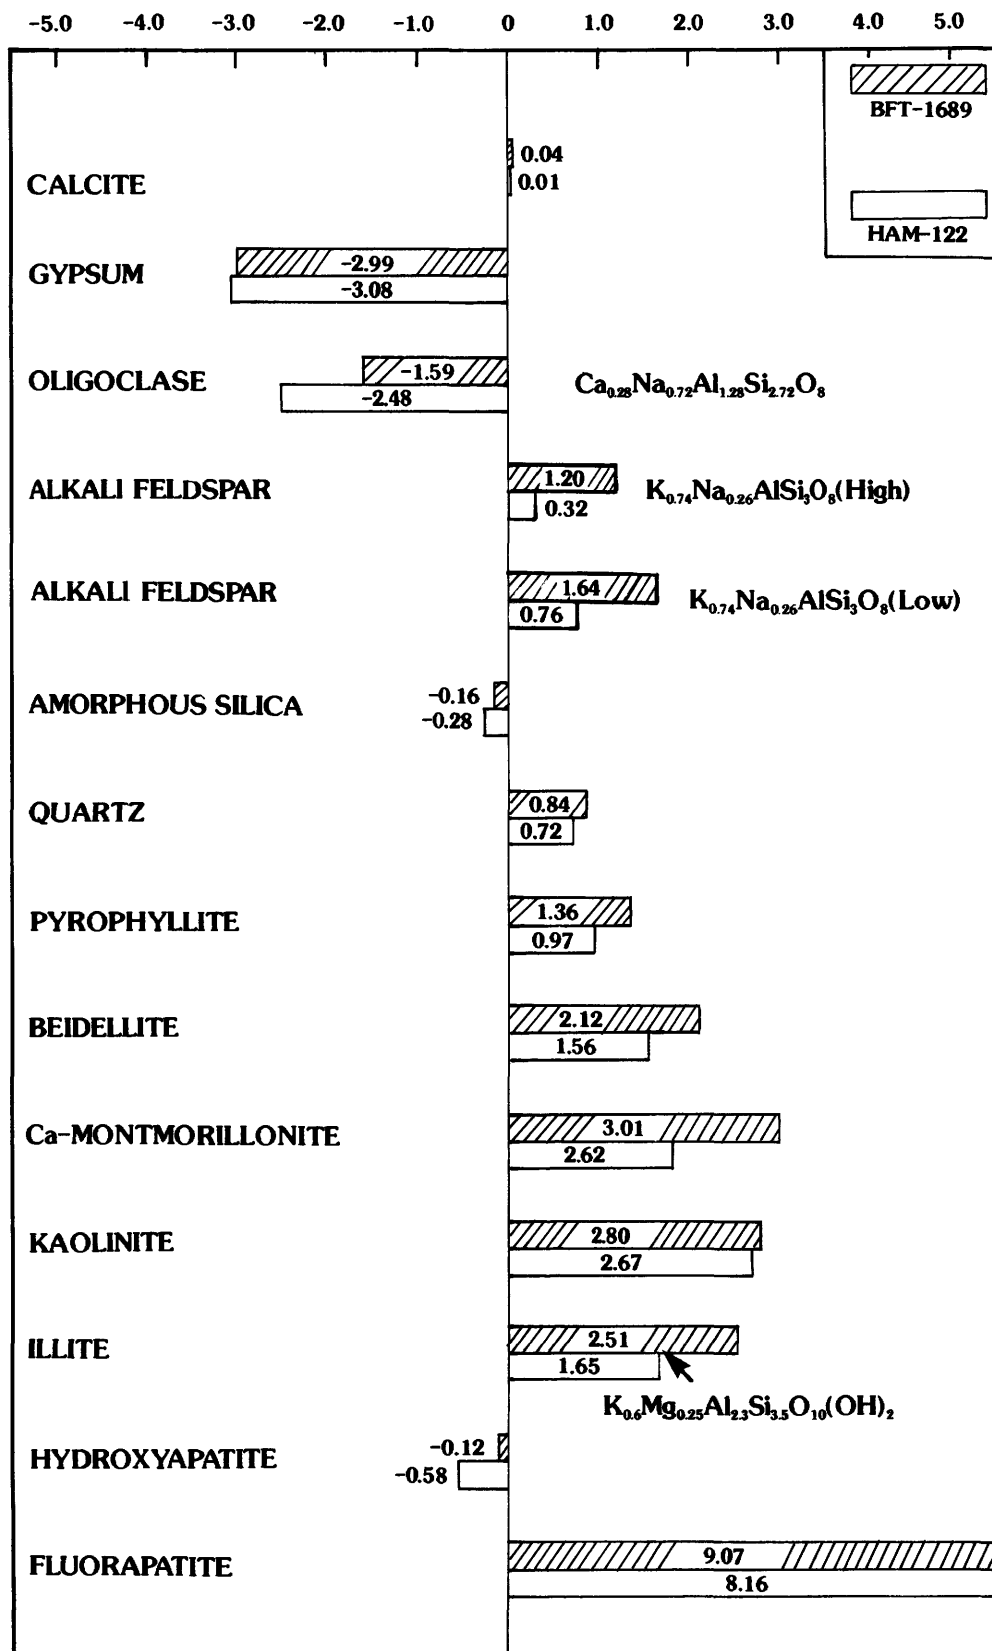 -5.0 -4.0 -3.0 -2.0 -1.0 0 1.0 2.0 3.0 4.0 5.0
BFT-1689
HAM-122
CALCITE
0.04
0.01
GYPSUM
-2.99
-3.08
OLIGOCLASE
-1.59
-2.48
Ca0.28Na0.72Al1.28Si2.72O8
ALKALI FELDSPAR
1.20
0.32
K0.74Na0.26AlSi3O8(High)
ALKALI FELDSPAR
1.64
0.76
K0.74Na0.26AlSi3O8(Low)
AMORPHOUS SILICA
-0.16
-0.28
QUARTZ
0.84
0.72
PYROPHYLLITE
1.36
0.97
BEIDELLITE
2.12
1.56
Ca-MONTMORILLONITE
3.01
2.62
KAOLINITE
2.80
2.67
ILLITE
2.51
1.65
K0.6Mg0.25Al2.3Si3.5O10(OH)2
HYDROXYAPATITE
-0.12
-0.58
FLUORAPATITE
9.07
8.16